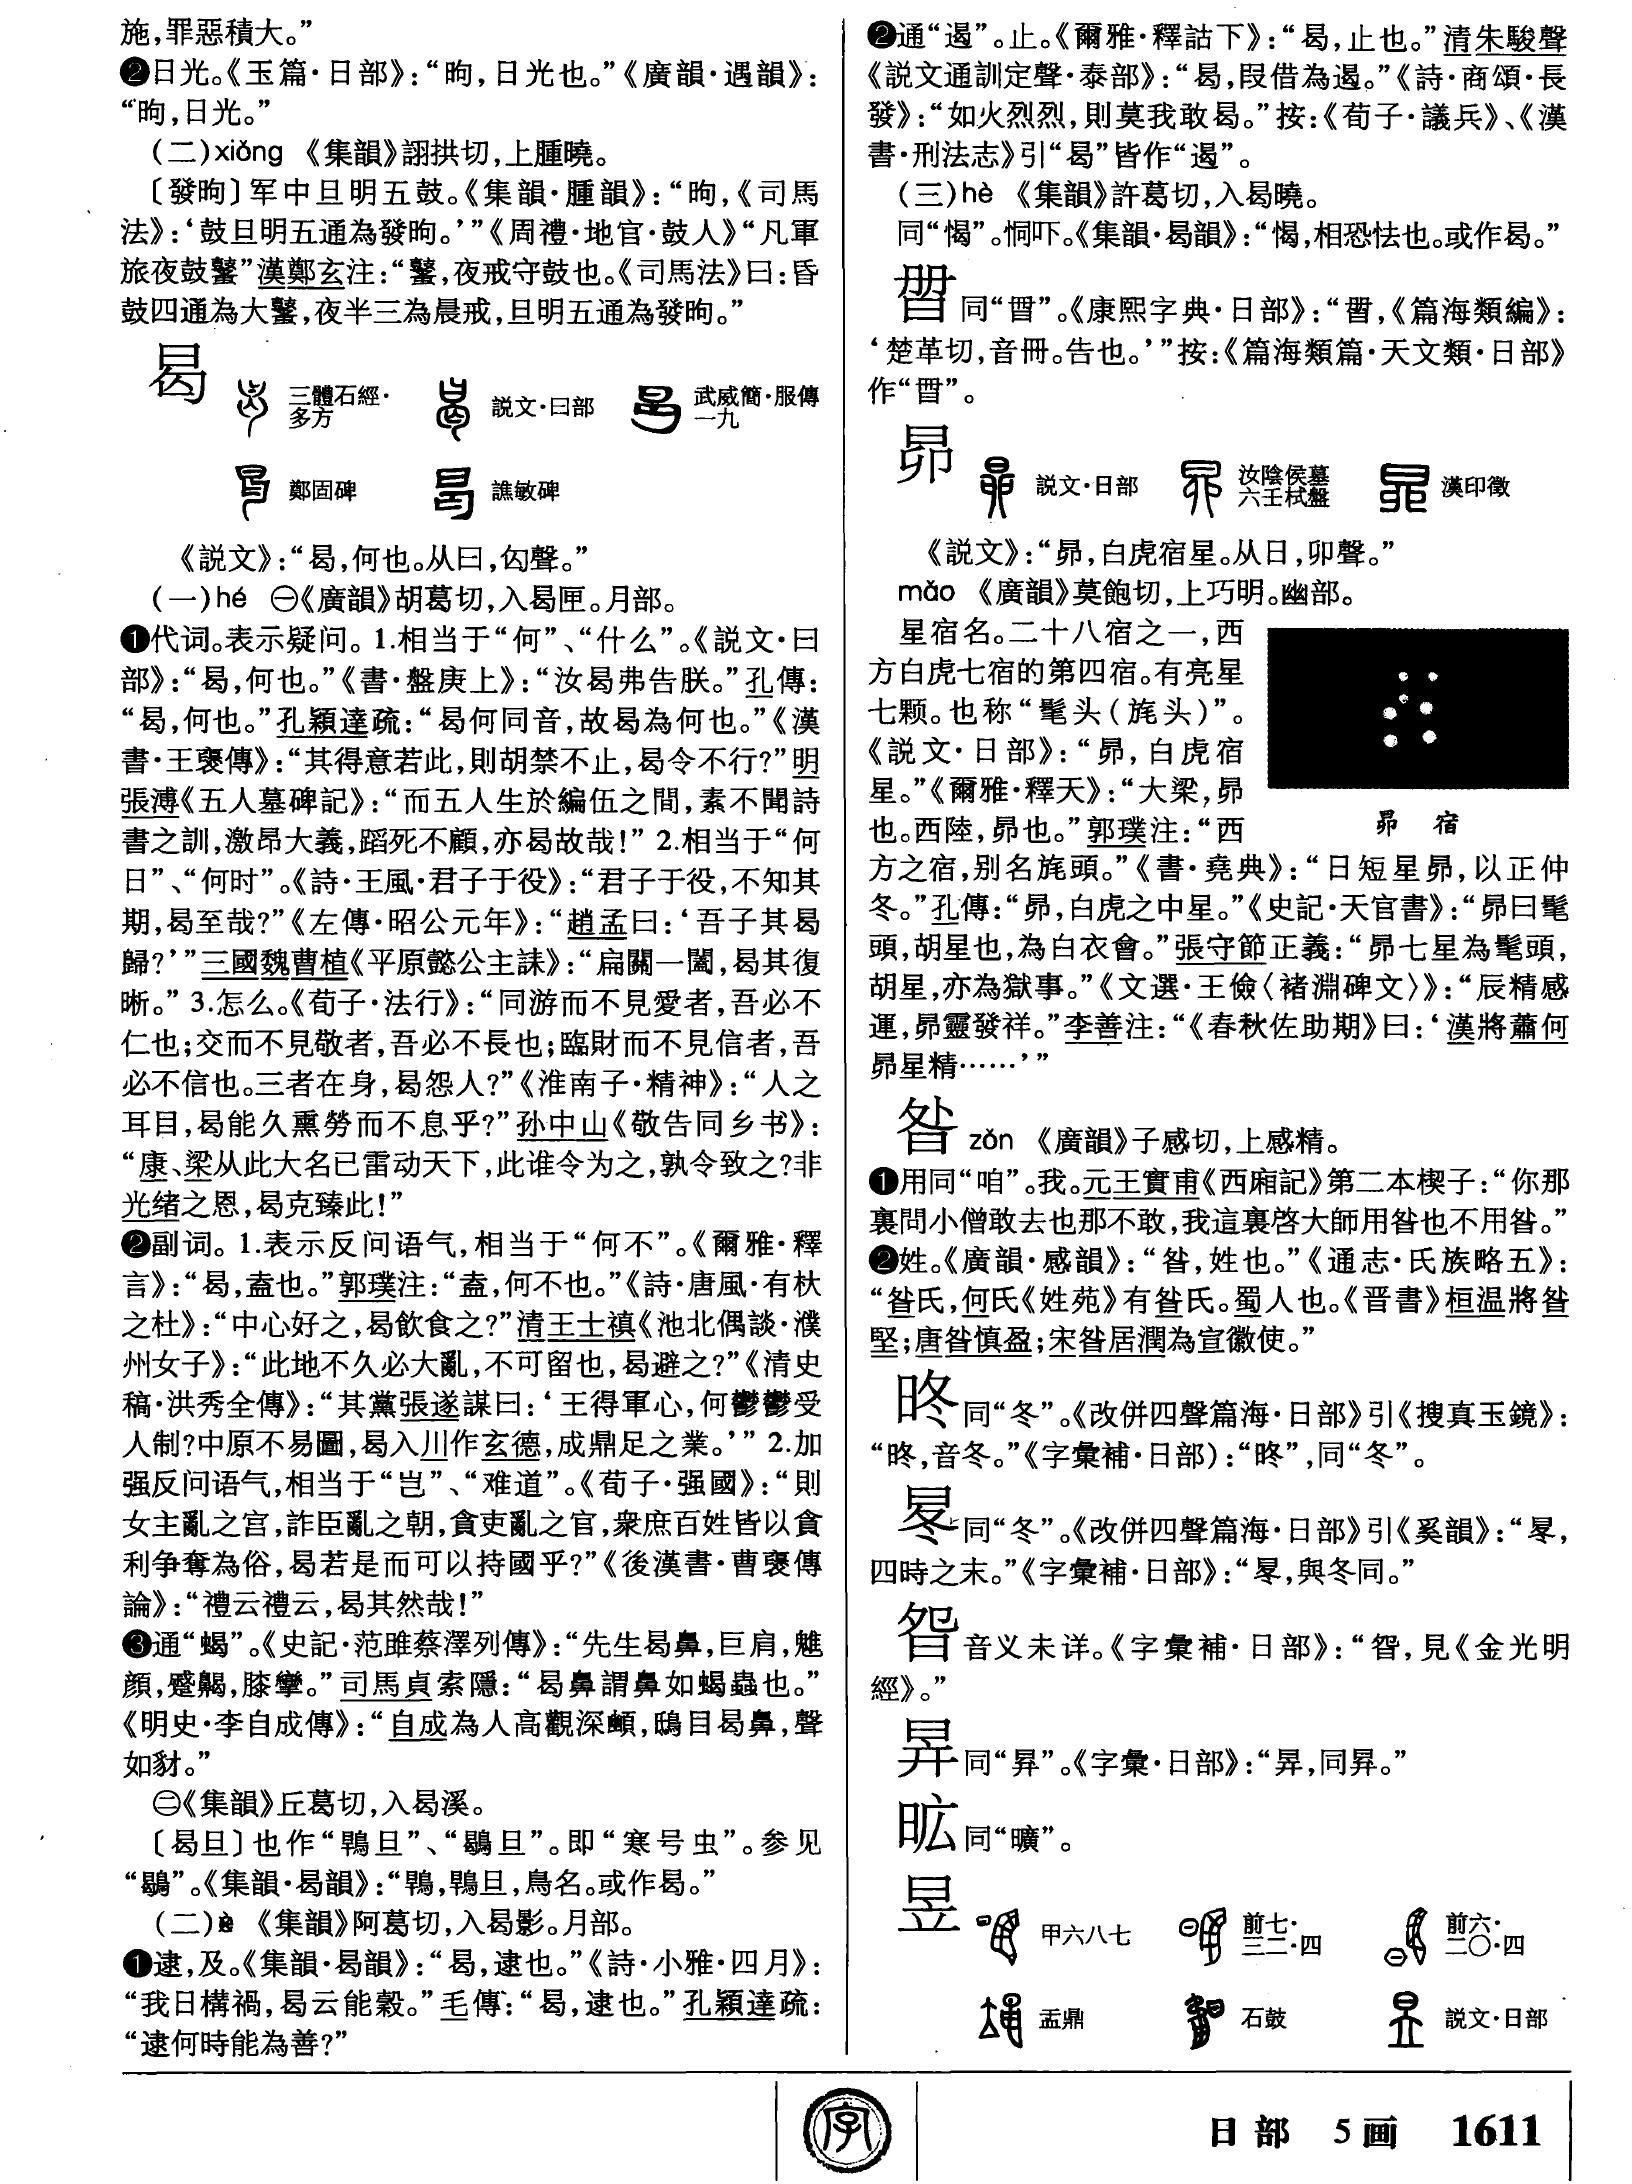 施,罪惡積大。”
❷日光。《玉篇·日部》:“昫,日光也。”《廣韻·遇韻》:
“昫,日光。”
(二)xiǒng 《集韻》詡拱切,上腫曉。
〔發昫〕军中旦明五鼓。《集韻·腫韻》:“昫,《司馬
法》:‘鼓旦明五通為發昫。’”《周禮·地官·鼓人》“凡軍
旅夜鼓鼜”漢鄭玄注:“鼜,夜戒守鼓也。《司馬法》曰:昏
鼓四通為大鼜,夜半三為晨戒,旦明五通為發昫。”
曷
三體石經·多方 説文·曰部 武威簡·服傳一九
鄭固碑 譙敏碑
《説文》:“曷,何也。从曰,匃聲。”
(一)hé ㊀《廣韻》胡葛切,入曷匣。月部。
❶代词。表示疑问。1.相当于“何”、“什么”。《説文·曰
部》:“曷,何也。”《書·盤庚上》:“汝曷弗告朕。”孔傳:
“曷,何也。”孔穎達疏:“曷何同音,故曷為何也。”《漢
書·王襃傳》:“其得意若此,則胡禁不止,曷令不行?”明
張溥《五人墓碑記》:“而五人生於編伍之間,素不聞詩
書之訓,激昂大義,蹈死不顧,亦曷故哉!”2.相当于“何
日”、“何时”。《詩·王風·君子于役》:“君子于役,不知其
期,曷至哉?”《左傳·昭公元年》:“趙孟曰:‘吾子其曷
歸?’”三國魏曹植《平原懿公主誄》:“扃關一闔,曷其復
晰。”3.怎么。《荀子·法行》:“同游而不見愛者,吾必不
仁也;交而不見敬者,吾必不長也;臨財而不見信者,吾
必不信也。三者在身,曷怨人?”《淮南子·精神》:“人之
耳目,曷能久熏勞而不息乎?”孙中山《敬告同乡书》:
“康、梁从此大名已雷动天下,此谁令为之,孰令致之?非
光绪之恩,曷克臻此!”
❷副词。1.表示反问语气,相当于“何不”。《爾雅·釋
言》:“曷,盍也。”郭璞注:“盍,何不也。”《詩·唐風·有杕
之杜》:“中心好之,曷飲食之?”清王士禛《池北偶談·濮
州女子》:“此地不久必大亂,不可留也,曷避之?”《清史
稿·洪秀全傳》:“其黨張遂謀曰:‘王得軍心,何鬱鬱受
人制?中原不易圖,曷入川作玄德,成鼎足之業。’”2.加
强反问语气,相当于“岂”、“难道”。《荀子·强國》:“則
女主亂之宫,詐臣亂之朝,貪吏亂之官,衆庶百姓皆以貪
利争奪為俗,曷若是而可以持國乎?”《後漢書·曹襃傳
論》:“禮云禮云,曷其然哉!”
❸通“蝎”。《史記·范雎蔡澤列傳》:“先生曷鼻,巨肩,魋
顔,蹙齃,膝攣。”司馬貞索隱:“曷鼻謂鼻如蝎蟲也。”
《明史·李自成傳》:“自成為人高顴深䫜,鴟目曷鼻,聲
如豺。”
㊁《集韻》丘葛切,入曷溪。
〔曷旦〕也作“鶡旦”、“鶡旦”。即“寒号虫”。参见
“鶡”。《集韻·曷韻》:“鶡,鶡旦,鳥名。或作曷。”
(二)è 《集韻》阿葛切,入曷影。月部。
❶逮,及。《集韻·曷韻》:“曷,逮也。”《詩·小雅·四月》:
“我日構禍,曷云能穀。”毛傳:“曷,逮也。”孔穎達疏:
“逮何時能為善?”
❷通“遏”。止。《爾雅·釋詁下》:“曷,止也。”清朱駿聲
《説文通訓定聲·泰部》:“曷,叚借為遏。”《詩·商頌·長
發》:“如火烈烈,則莫我敢曷。”按:《荀子·議兵》、《漢
書·刑法志》引“曷”皆作“遏”。
(三)hè 《集韻》許葛切,入曷曉。
同“愒”。恫吓。《集韻·曷韻》:“愒,相恐怯也。或作曷。”
同“䈂”。《康熙字典·日部》:“《篇海類編》:
‘楚革切,音冊。告也。’”按:《篇海類篇·天文類·日部》
作“”。
昴
説文·日部 汝陰侯墓六壬栻盤 漢印徵
《説文》:“昴,白虎宿星。从日,卯聲。”
mǎo 《廣韻》莫飽切,上巧明。幽部。
星宿名。二十八宿之一,西
方白虎七宿的第四宿。有亮星
七颗。也称“髦头(旄头)”。
《説文·日部》:“昴,白虎宿
星。”《爾雅·釋天》:“大梁,昴
也。西陸,昴也。”郭璞注:“西
昴 宿
方之宿,别名旄頭。”《書·堯典》:“日短星昴,以正仲
冬。”孔傳:“昴,白虎之中星。”《史記·天官書》:“昴曰髦
頭,胡星也,為白衣會。”張守節正義:“昴七星為髦頭,
胡星,亦為獄事。”《文選·王儉〈褚淵碑文〉》:“辰精感
運,昴靈發祥。”李善注:“《春秋佐助期》曰:‘漢將蕭何
昴星精……’”
昝 zǎn 《廣韻》子感切,上感精。
❶用同“咱”。我。元王實甫《西廂記》第二本楔子:“你那
裏問小僧敢去也那不敢,我這裏啓大師用昝也不用昝。”
❷姓。《廣韻·感韻》:“昝,姓也。”《通志·氏族略五》:
“昝氏,何氏《姓苑》有昝氏。蜀人也。《晋書》桓温將昝
堅;唐昝慎盈;宋昝居潤為宣徽使。”
昸 同“冬”。《改併四聲篇海·日部》引《搜真玉鏡》:
“昸,音冬。”《字彙補·日部》:“昸”,同“冬”。
同“冬”。《改併四聲篇海·日部》引《奚韻》:“,
四時之末。”《字彙補·日部》:“,與冬同。”
音义未详。《字彙補·日部》:“,見《金光明
經》。”
同“昇”。《字彙·日部》:“,同昇。”
昿 同“曠”。
昱
甲六八七 前七·三二·四 前六·二〇·四
盂鼎 石鼓 説文·日部
字
日部 5画 1611